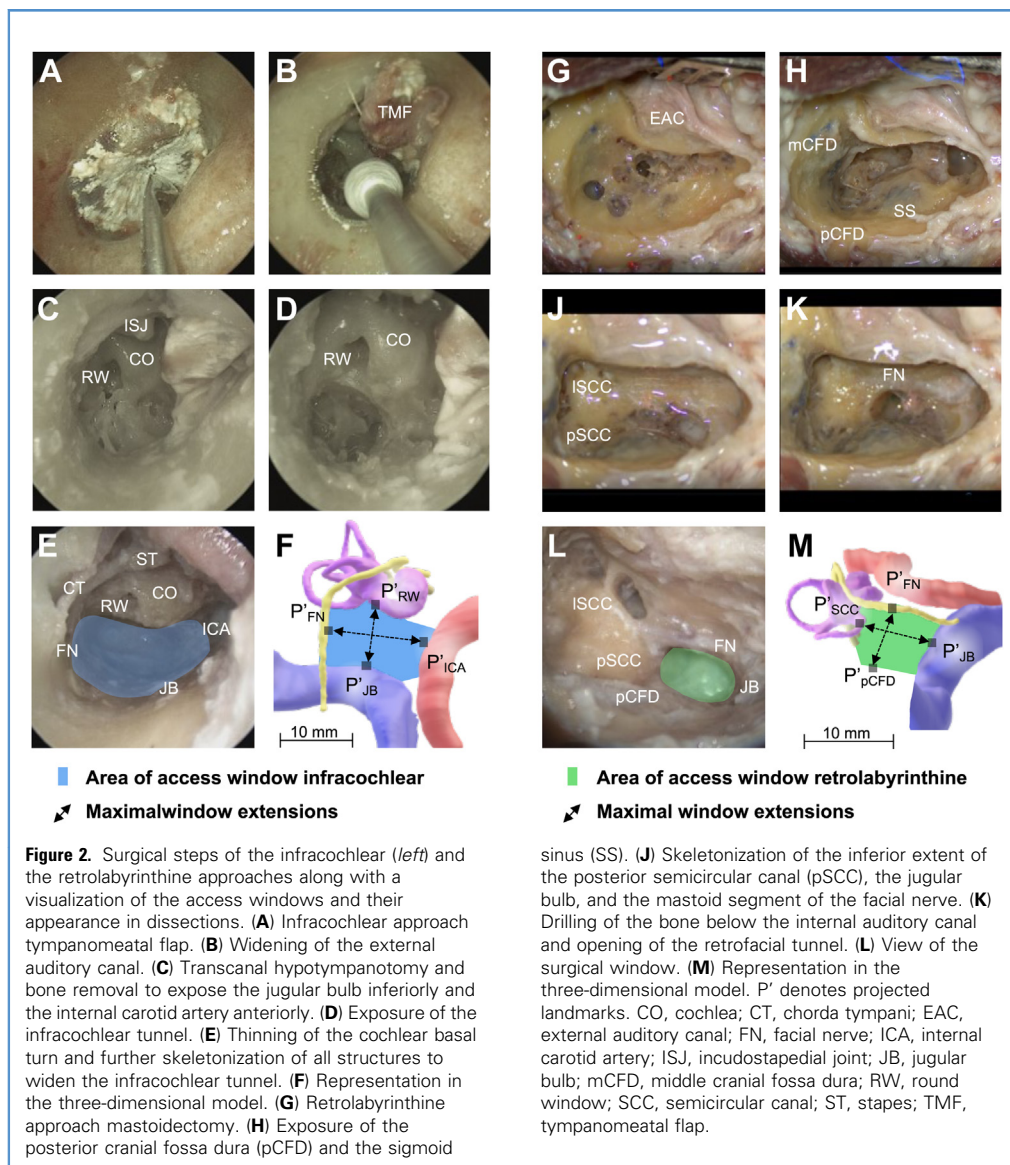 A
B
TMF
C
ISJ
CO
RW
D
CO
RW
E
ST
CT
RW
CO
FN
ICA
JB
F
P'RW
P'FN
P'ICA
P'JB
10 mm
Area of access window infracochlear
Maximalwindow extensions
G
EAC
H
mCFD
SS
pCFD
J
lSCC
pSCC
K
FN
L
lSCC
FN
pSCC
pCFD
JB
M
P'FN
P'SCC
P'JB
P'pCFD
10 mm
Area of access window retrolabyrinthine
Maximal window extensions
Figure 2. Surgical steps of the infracochlear (left) and
the retrolabyrinthine approaches along with a
visualization of the access windows and their
appearance in dissections. (A) Infracochlear approach
tympanomeatal flap. (B) Widening of the external
auditory canal. (C) Transcanal hypotympanotomy and
bone removal to expose the jugular bulb inferiorly and
the internal carotid artery anteriorly. (D) Exposure of the
infracochlear tunnel. (E) Thinning of the cochlear basal
turn and further skeletonization of all structures to
widen the infracochlear tunnel. (F) Representation in
the three-dimensional model. (G) Retrolabyrinthine
approach mastoidectomy. (H) Exposure of the
posterior cranial fossa dura (pCFD) and the sigmoid
sinus (SS). (J) Skeletonization of the inferior extent of
the posterior semicircular canal (pSCC), the jugular
bulb, and the mastoid segment of the facial nerve. (K)
Drilling of the bone below the internal auditory canal
and opening of the retrofacial tunnel. (L) View of the
surgical window. (M) Representation in the
three-dimensional model. P' denotes projected
landmarks. CO, cochlea; CT, chorda tympani; EAC,
external auditory canal; FN, facial nerve; ICA, internal
carotid artery; ISJ, incudostapedial joint; JB, jugular
bulb; mCFD, middle cranial fossa dura; RW, round
window; SCC, semicircular canal; ST, stapes; TMF,
tympanomeatal flap.